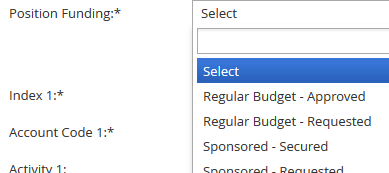 Position Funding:* Select
Select
Regular Budget - Approved
Index 1:*
Regular Budget - Requested
Account Code 1:*
Sponsored - Secured
Activity 1:
Sponsored - Requested